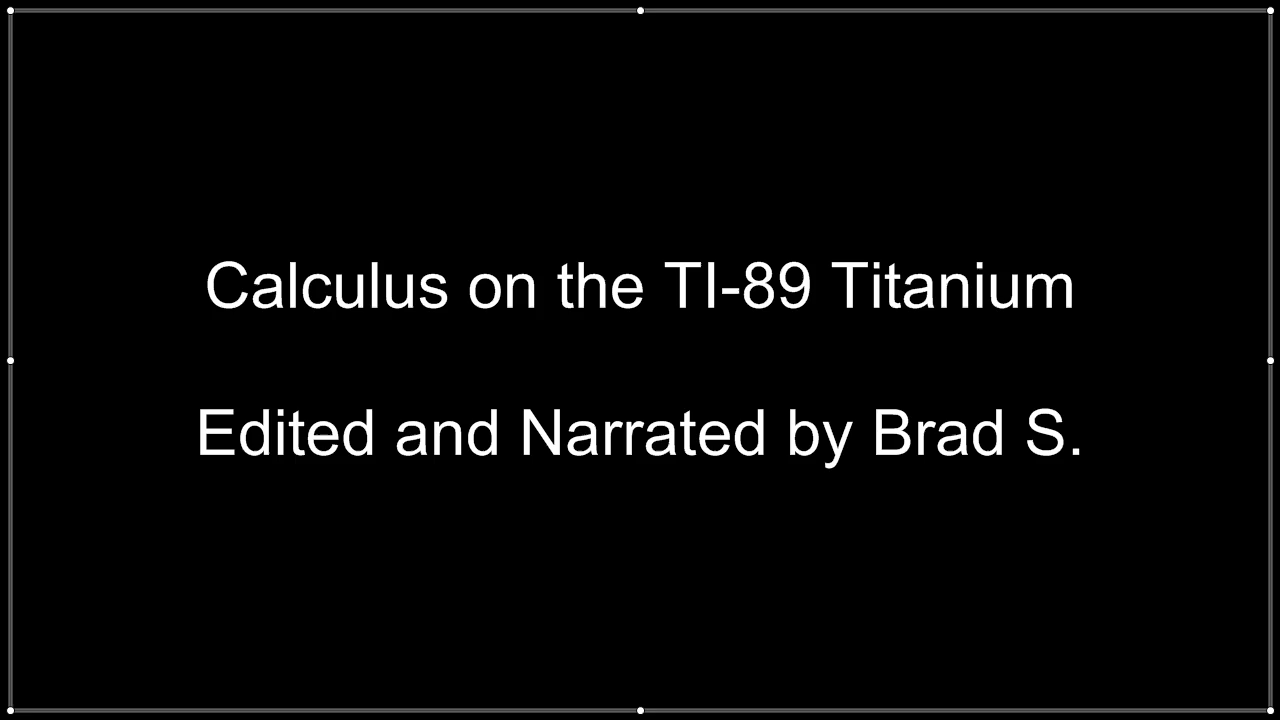 Calculus on the TI-89 Titanium
Edited and Narrated by Brad S.